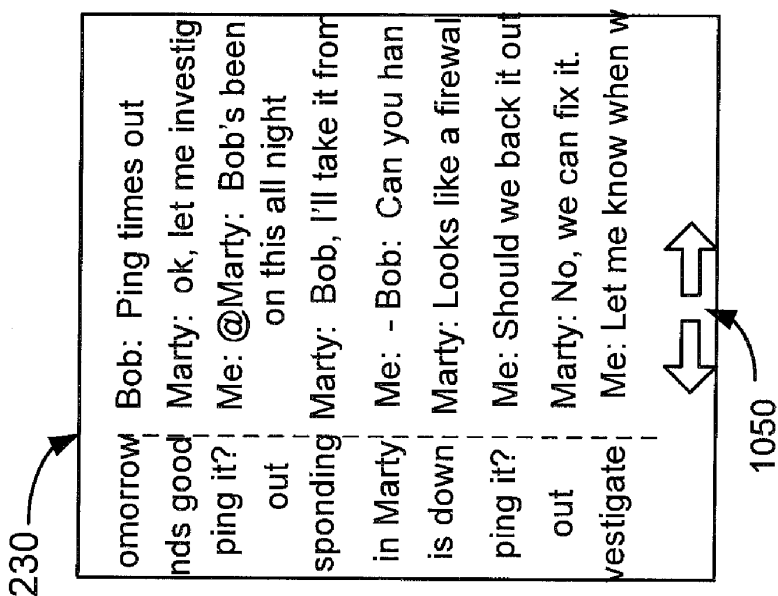 230
omorrow Bob: Ping times out
nds good Marty: ok, let me investig
ping it? Me: @Marty: Bob's been
out on this all night
sponding Marty: Bob, I'll take it from
in Marty Me: - Bob: Can you han
is down Marty: Looks like a firewal
ping it? Me: Should we back it out
out Marty: No, we can fix it.
vestigate Me: Let me know when w
1050